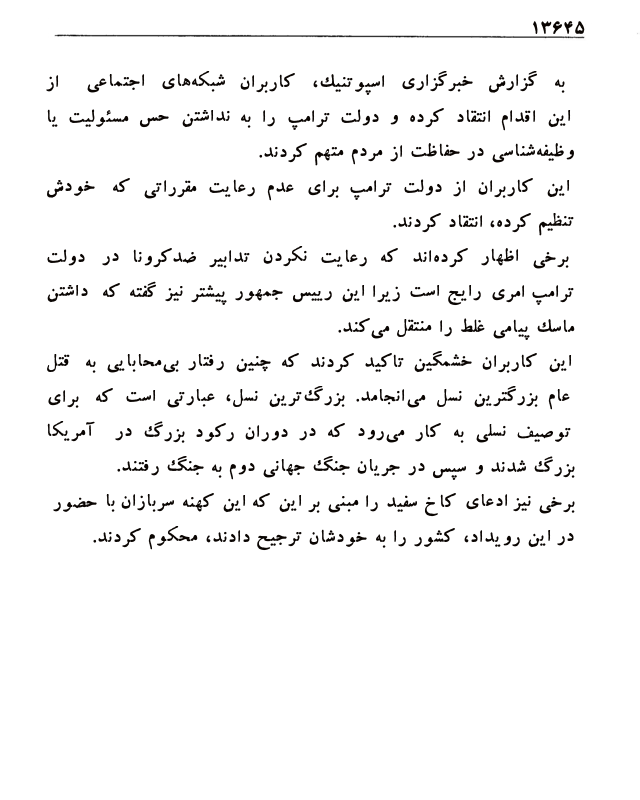 ۱۳۶۴۵
به گزارش خبرگزاری اسپوتنیك، کاربران شبکه‌های اجتماعی از
این اقدام انتقاد کرده و دولت ترامپ را به نداشتن حس مسئولیت یا
وظیفه‌شناسی در حفاظت از مردم متهم کردند.
این کاربران از دولت ترامپ برای عدم رعایت مقرراتی که خودش
تنظیم کرده، انتقاد کردند.
برخی اظهار کرده‌اند که رعایت نکردن تدابیر ضدکرونا در دولت
ترامپ امری رایج است زیرا این رییس جمهور پیشتر نیز گفته که داشتن
ماسك پیامی غلط را منتقل می‌کند.
این کاربران خشمگین تاکید کردند که چنین رفتار بی‌محابایی به قتل
عام بزرگترین نسل می‌انجامد. بزرگ‌ترین نسل، عبارتی است که برای
توصیف نسلی به کار می‌رود که در دوران رکود بزرگ در آمریکا
بزرگ شدند و سپس در جریان جنگ جهانی دوم به جنگ رفتند.
برخی نیز ادعای کاخ سفید را مبنی بر این که این کهنه سربازان با حضور
در این رویداد، کشور را به خودشان ترجیح دادند، محکوم کردند.